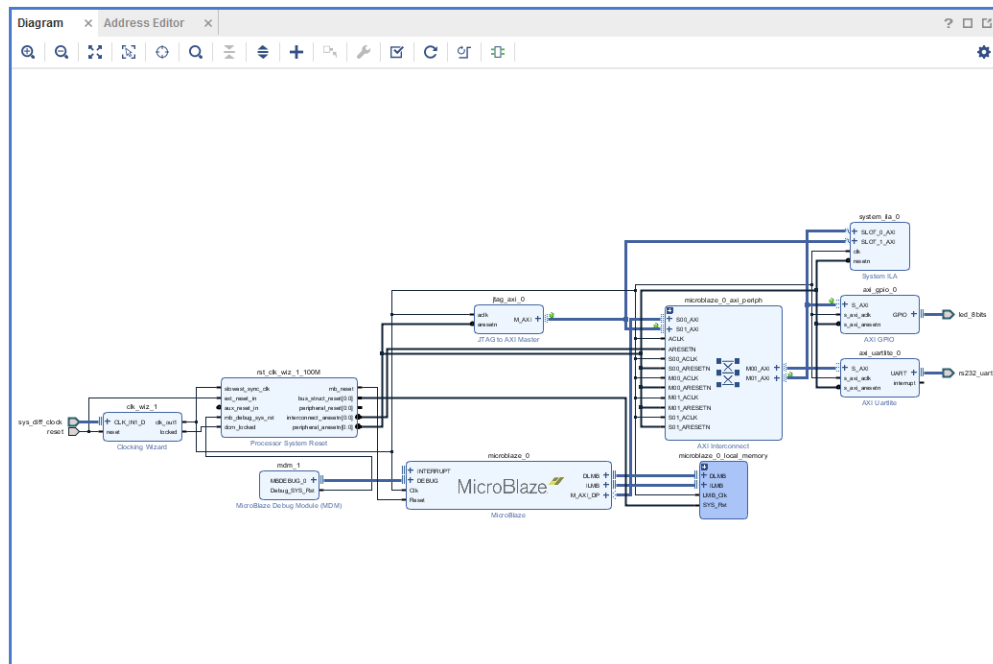 Diagram
Address Editor
system_ila_0
SLOT_0_AXI
SLOT_1_AXI
clk
resetn
System ILA
jtag_axi_0
aclk
aresetn
M_AXI
JTAG to AXI Master
microblaze_0_axi_periph
S00_AXI
S01_AXI
ACLK
ARESETN
S00_ACLK
S00_ARESETN
M00_ACLK
M00_ARESETN
M01_ACLK
M01_ARESETN
S01_ACLK
S01_ARESETN
M00_AXI
M01_AXI
AXI Interconnect
axi_gpio_0
S_AXI
s_axi_aclk
s_axi_aresetn
GPIO
AXI GPIO
led_8bits
axi_uartlite_0
S_AXI
s_axi_aclk
s_axi_aresetn
UART
interrupt
AXI Uartlite
rs232_uart
rst_clk_wiz_1_100M
slowest_sync_clk
ext_reset_in
aux_reset_in
mb_debug_sys_rst
dcm_locked
mb_reset
bus_struct_reset[0:0]
peripheral_reset[0:0]
interconnect_aresetn[0:0]
peripheral_aresetn[0:0]
Processor System Reset
sys_diff_clock
reset
clk_wiz_1
CLK_IN1_D
reset
clk_out1
locked
Clocking Wizard
mdm_1
MBDEBUG_0
Debug_SYS_Rst
MicroBlaze Debug Module (MDM)
microblaze_0
INTERRUPT
DEBUG
Clk
Reset
MicroBlaze
DLMB
ILMB
M_AXI_DP
MicroBlaze
microblaze_0_local_memory
DLMB
ILMB
LMB_Clk
SYS_Rst